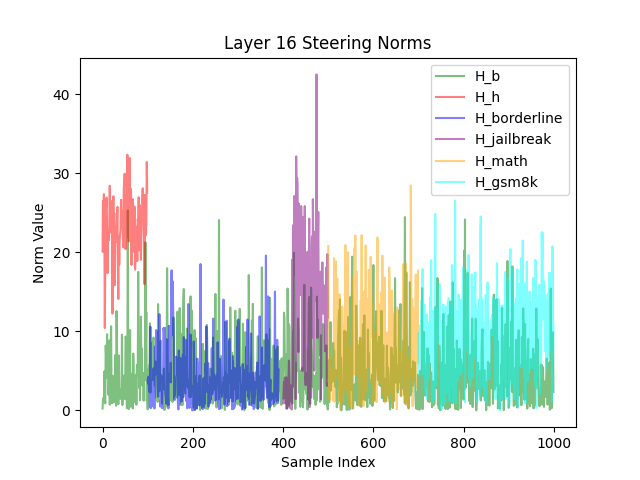 Layer 16 Steering Norms
H_b
H_h
H_borderline
H_jailbreak
H_math
H_gsm8k
Norm Value
40
30
20
10
0
0
200
400
600
800
1000
Sample Index